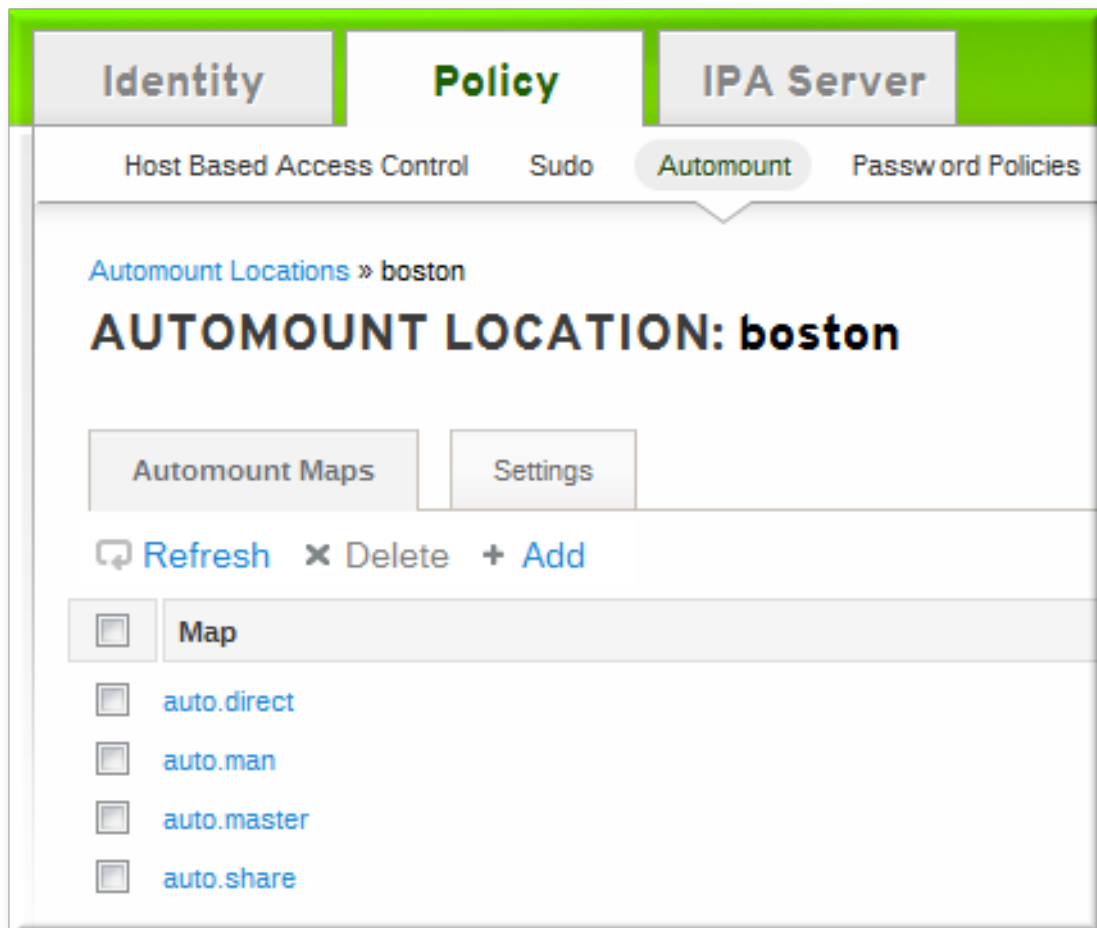 Identity Policy IPA Server
Host Based Access Control Sudo Automount Password Policies
Automount Locations » boston
AUTOMOUNT LOCATION: boston
Automount Maps Settings
Refresh × Delete + Add
Map
auto.direct
auto.man
auto.master
auto.share